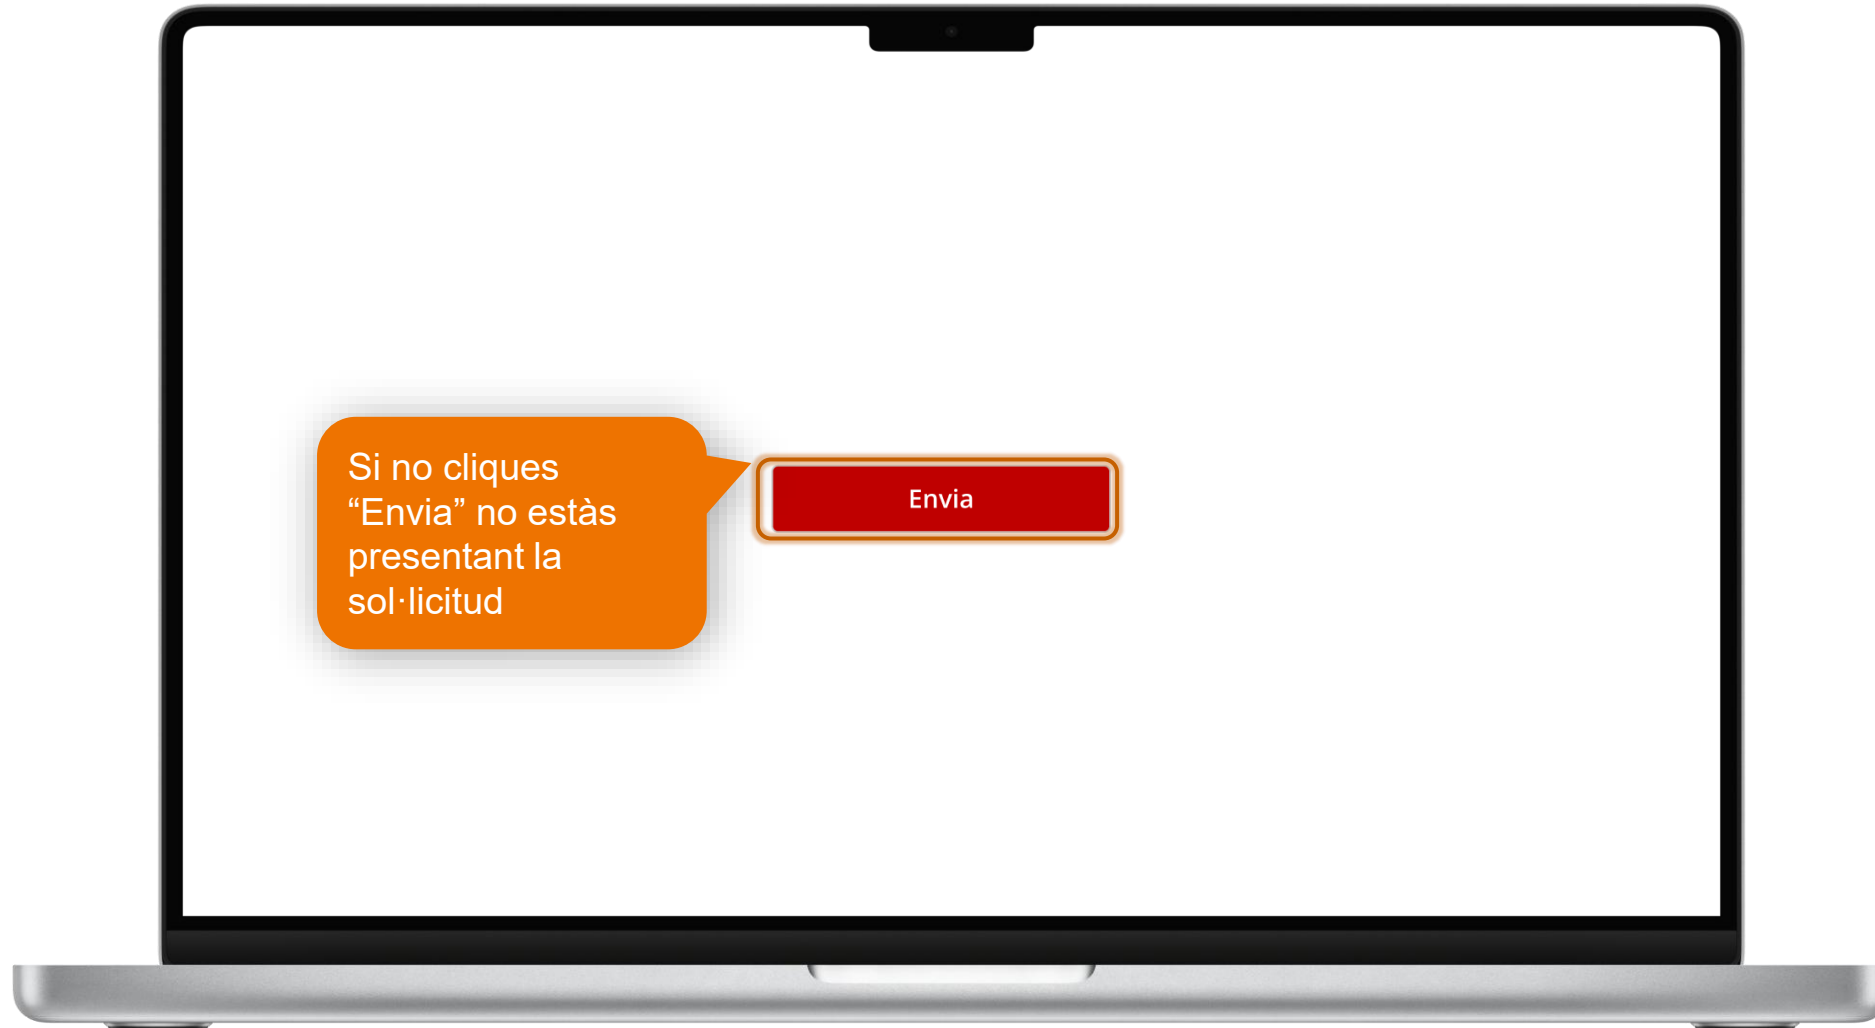 Si no cliques
“Envia” no estàs
presentant la
sol·licitud
Envia